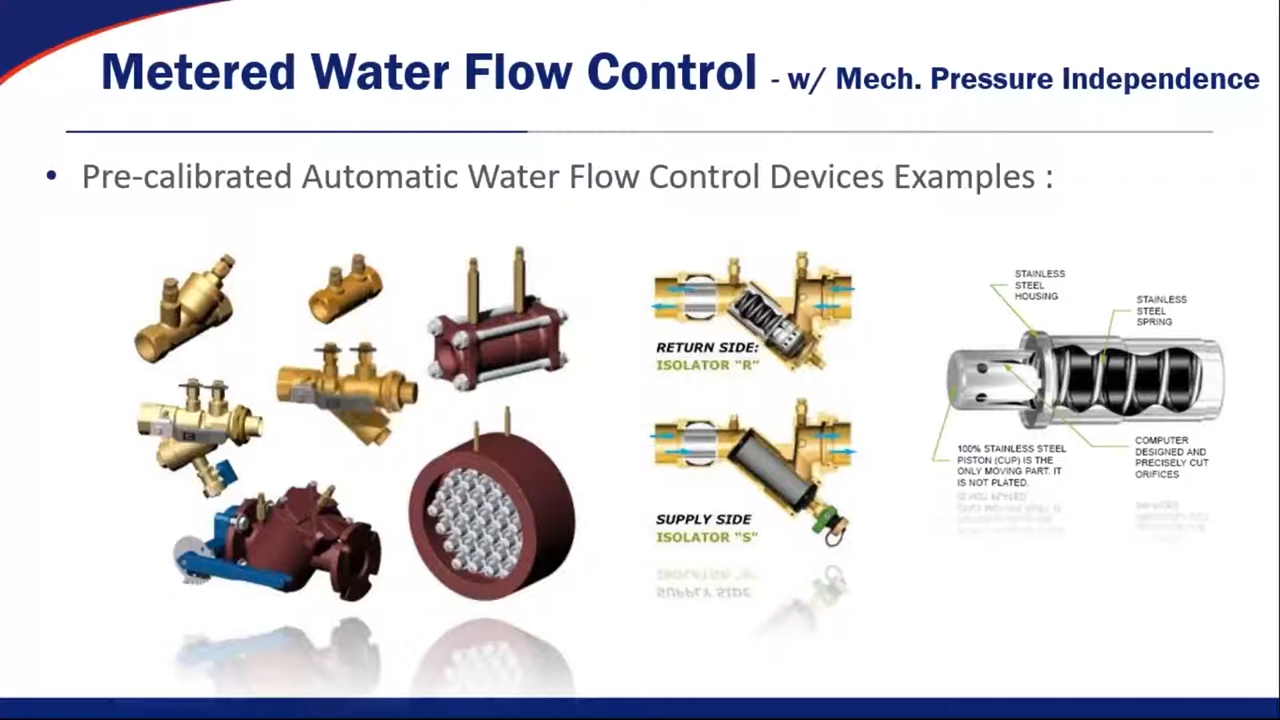 Metered Water Flow Control - w/ Mech. Pressure Independence
• Pre-calibrated Automatic Water Flow Control Devices Examples :
RETURN SIDE:
ISOLATOR "R"
SUPPLY SIDE
ISOLATOR "S"
STAINLESS
STEEL
HOUSING
STAINLESS
STEEL
SPRING
100% STAINLESS STEEL
PISTON (CUP) IS THE
ONLY MOVING PART. IT
IS NOT PLATED.
COMPUTER
DESIGNED AND
PRECISELY CUT
ORIFICES